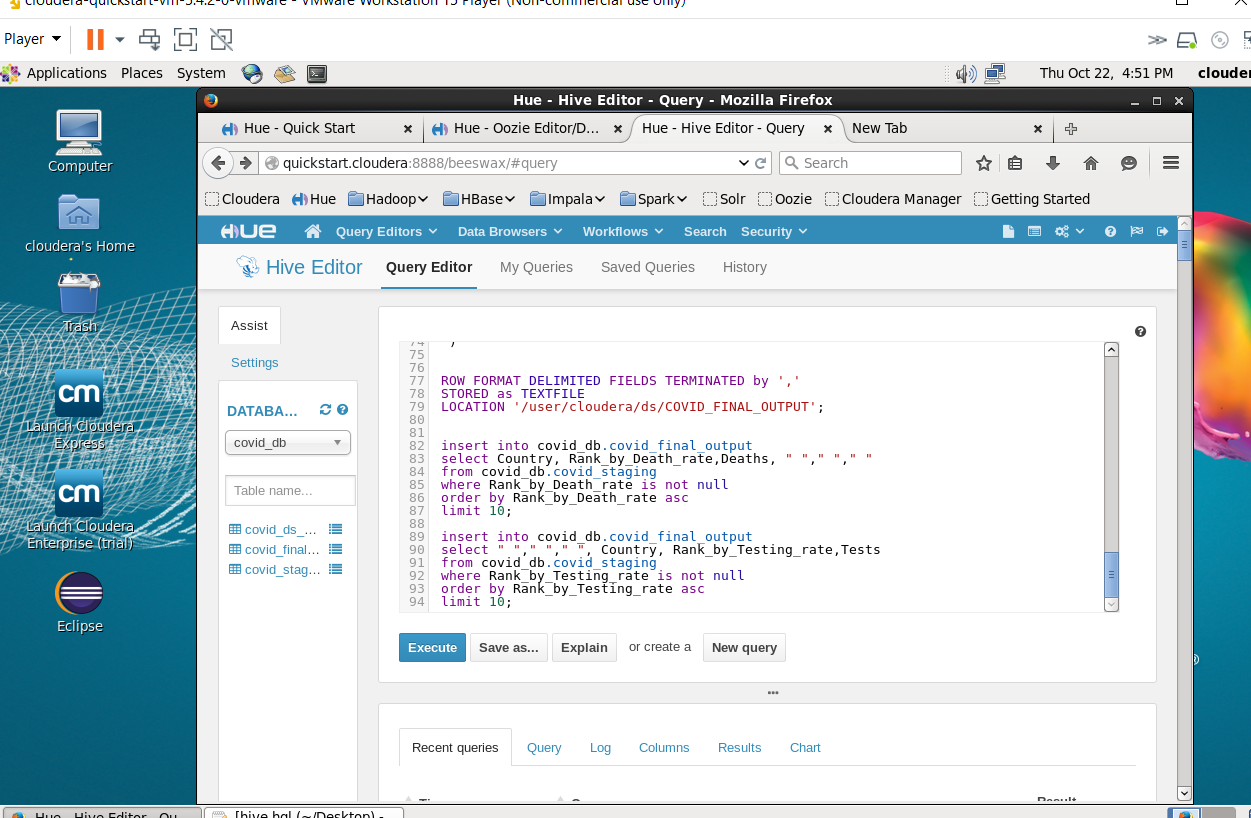 cloudera-quickstart-vm-5.4.2-0-vmware - VMware Workstation 15 Player (Non-commercial use only)
Player
Applications Places System Thu Oct 22, 4:51 PM clouder
Hue - Hive Editor - Query - Mozilla Firefox
Hue - Quick Start Hue - Oozie Editor/D... Hue - Hive Editor - Query New Tab
quickstart.cloudera:8888/beeswax/#query Search
Cloudera Hue Hadoop HBase Impala Spark Solr Oozie Cloudera Manager Getting Started
HUE Query Editors Data Browsers Workflows Search Security
Hive Editor Query Editor My Queries Saved Queries History
Computer
cloudera's Home
Trash
cm
Launch Cloudera
Express
cm
Launch Cloudera
Enterprise (trial)
Eclipse
Assist
Settings
DATABA...
covid_db
Table name...
covid_ds_...
covid_final...
covid_stag...
74 )
75
76
77 ROW FORMAT DELIMITED FIELDS TERMINATED by ','
78 STORED as TEXTFILE
79 LOCATION '/user/cloudera/ds/COVID_FINAL_OUTPUT';
80
81
82 insert into covid_db.covid_final_output
83 select Country, Rank_by_Death_rate,Deaths, " "," "," "
84 from covid_db.covid_staging
85 where Rank_by_Death_rate is not null
86 order by Rank_by_Death_rate asc
87 limit 10;
88
89 insert into covid_db.covid_final_output
90 select " "," "," ", Country, Rank_by_Testing_rate,Tests
91 from covid_db.covid_staging
92 where Rank_by_Testing_rate is not null
93 order by Rank_by_Testing_rate asc
94 limit 10;
Execute Save as... Explain or create a New query
Recent queries Query Log Columns Results Chart
Result
Hue - Hive Editor - Qu... [hive.hql (~/Desktop) -